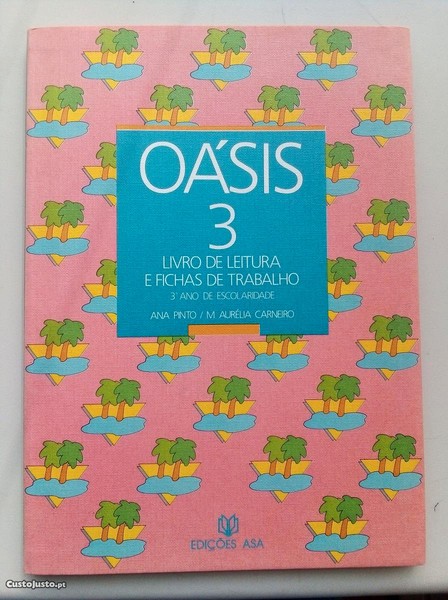 OÁSIS
3
LIVRO DE LEITURA
E FICHAS DE TRABALHO
3º ANO DE ESCOLARIDADE
ANA PINTO / M. AURÉLIA CARNEIRO
EDIÇÕES ASA
CustoJusto.pt